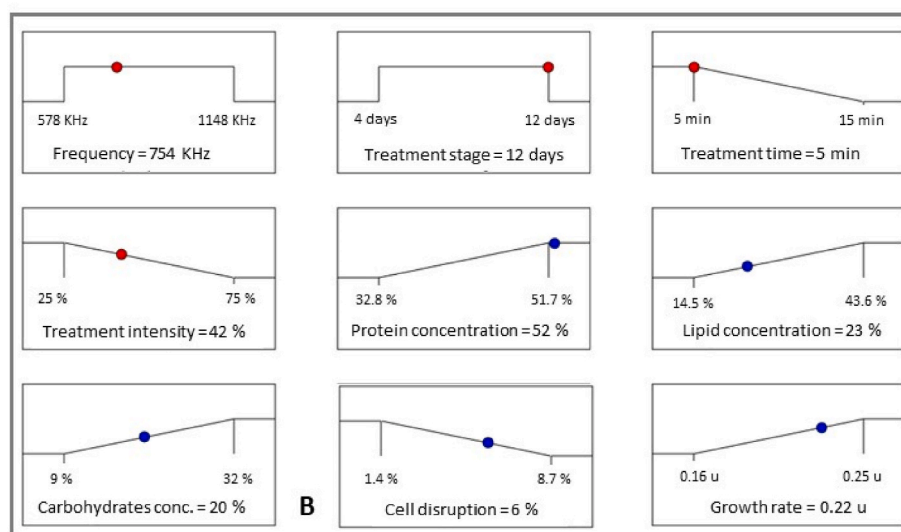 578 KHz 1148 KHz
Frequency = 754 KHz
4 days 12 days
Treatment stage = 12 days
5 min 15 min
Treatment time = 5 min
25 % 75 %
Treatment intensity = 42 %
32.8 % 51.7 %
Protein concentration = 52 %
14.5 % 43.6 %
Lipid concentration = 23 %
9 % 32 %
Carbohydrates conc. = 20 %
B
1.4 % 8.7 %
Cell disruption = 6 %
0.16 u 0.25 u
Growth rate = 0.22 u